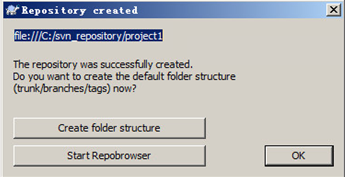 Repository created
file:///C:/svn_repository/project1
The repository was successfully created.
Do you want to create the default folder structure
(trunk/branches/tags) now?
Create folder structure
Start Repobrowser
OK